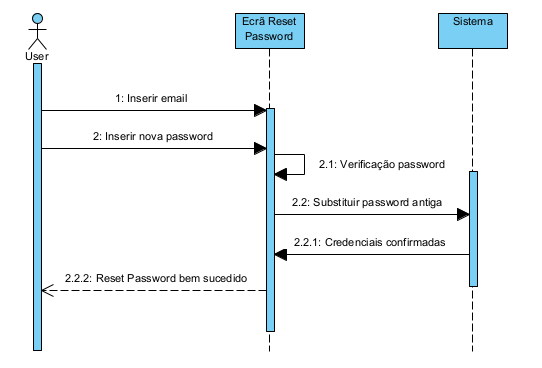 User
Ecrã Reset
Password
Sistema
1: Inserir email
2: Inserir nova password
2.1: Verificação password
2.2: Substituir password antiga
2.2.1: Credenciais confirmadas
2.2.2: Reset Password bem sucedido